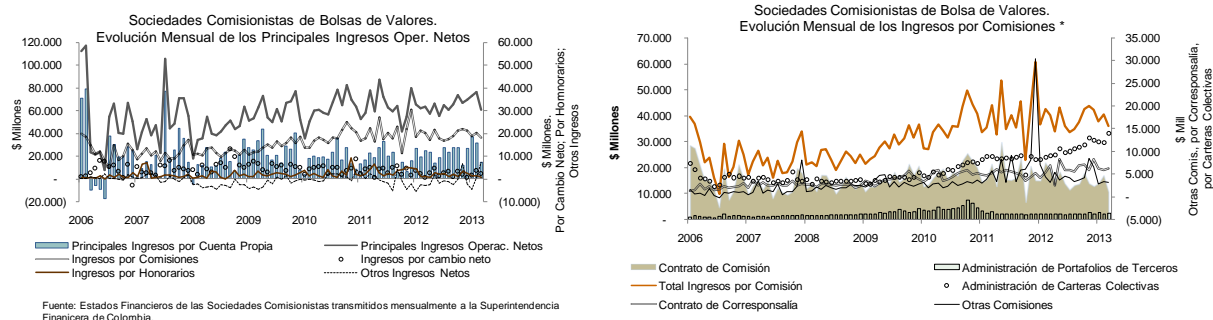 Sociedades Comisionistas de Bolsas de Valores.
Evolución Mensual de los Principales Ingresos Oper. Netos
$ Millones
120.000
100.000
80.000
60.000
40.000
20.000
-
(20.000)
60.000
50.000
40.000
30.000
20.000
10.000
-
(10.000)
$ Millones.
Por Cambio Neto; Por Homnorarios;
Otros Ingresos
2006 2007 2008 2009 2010 2011 2012 2013
Principales Ingresos por Cuenta Propia
Principales Ingresos Operac. Netos
Ingresos por Comisiones
Ingresos por cambio neto
Ingresos por Honorarios
Otros Ingresos Netos
Fuente: Estados Financieros de las Sociedades Comisionistas transmitidos mensualmente a la Superintendencia
Financera de Colombia
Sociedades Comisionistas de Bolsa de Valores.
Evolución Mensual de los Ingresos por Comisiones *
$ Millones
70.000
60.000
50.000
40.000
30.000
20.000
10.000
-
35.000
30.000
25.000
20.000
15.000
10.000
5.000
-
(5.000)
$ Mill
Otras Comis., por Corresponsalía,
por Carteras Colectivas
2006 2007 2008 2009 2010 2011 2012 2013
Contrato de Comisión
Administración de Portafolios de Terceros
Total Ingresos por Comisión
Administración de Carteras Colectivas
Contrato de Corresponsalía
Otras Comisiones